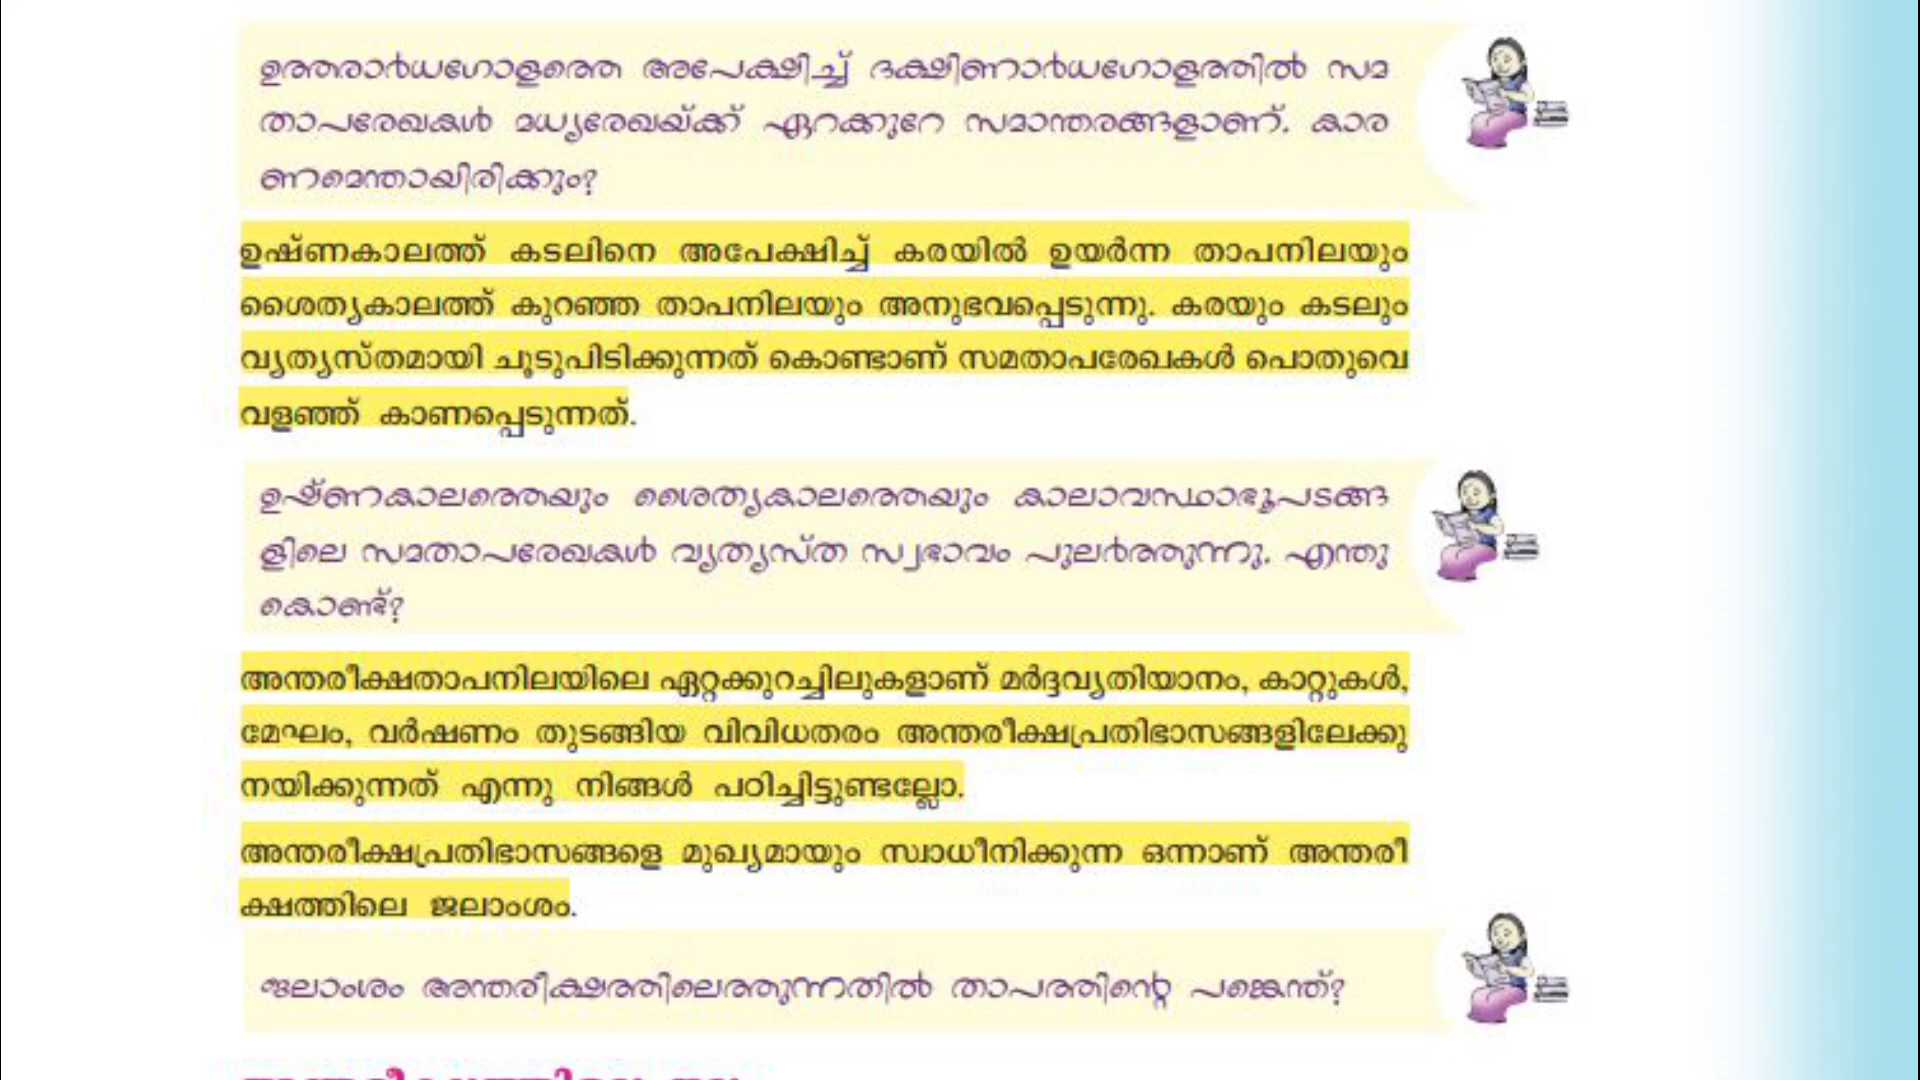 ഉത്തരാർധഗോളത്തെ അപേക്ഷിച്ച് ദക്ഷിണാർധഗോളത്തിൽ സമ
താപരേഖകൾ മധ്യരേഖയ്ക്ക് ഏറക്കുറേ സമാന്തരങ്ങളാണ്. കാര
ണമെന്തായിരിക്കും?
ഉഷ്ണകാലത്ത് കടലിനെ അപേക്ഷിച്ച് കരയിൽ ഉയർന്ന താപനിലയും
ശൈത്യകാലത്ത് കുറഞ്ഞ താപനിലയും അനുഭവപ്പെടുന്നു. കരയും കടലും
വ്യത്യസ്തമായി ചൂടുപിടിക്കുന്നത് കൊണ്ടാണ് സമതാപരേഖകൾ പൊതുവെ
വളഞ്ഞ് കാണപ്പെടുന്നത്.
ഉഷ്ണകാലത്തെയും ശൈത്യകാലത്തെയും കാലാവസ്ഥാഭൂപടങ്ങ
ളിലെ സമതാപരേഖകൾ വ്യത്യസ്ത സ്വഭാവം പുലർത്തുന്നു. എന്തു
കൊണ്ട്?
അന്തരീക്ഷതാപനിലയിലെ ഏറ്റക്കുറച്ചിലുകളാണ് മർദ്ദവ്യതിയാനം, കാറ്റുകൾ,
മേഘം, വർഷണം തുടങ്ങിയ വിവിധതരം അന്തരീക്ഷപ്രതിഭാസങ്ങളിലേക്കു
നയിക്കുന്നത് എന്നു നിങ്ങൾ പഠിച്ചിട്ടുണ്ടല്ലോ.
അന്തരീക്ഷപ്രതിഭാസങ്ങളെ മുഖ്യമായും സ്വാധീനിക്കുന്ന ഒന്നാണ് അന്തരീ
ക്ഷത്തിലെ ജലാംശം.
ജലാംശം അന്തരീക്ഷത്തിലെത്തുന്നതിൽ താപത്തിന്റെ പങ്കെന്ത്?